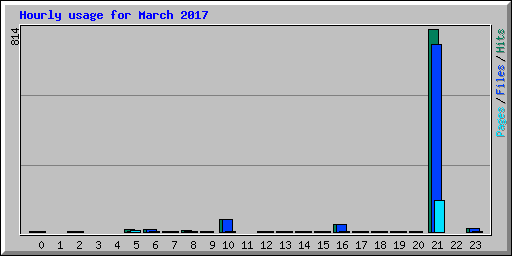 Hourly usage for March 2017
814
Pages/Files/Hits
0 1 2 3 4 5 6 7 8 9 10 11 12 13 14 15 16 17 18 19 20 21 22 23